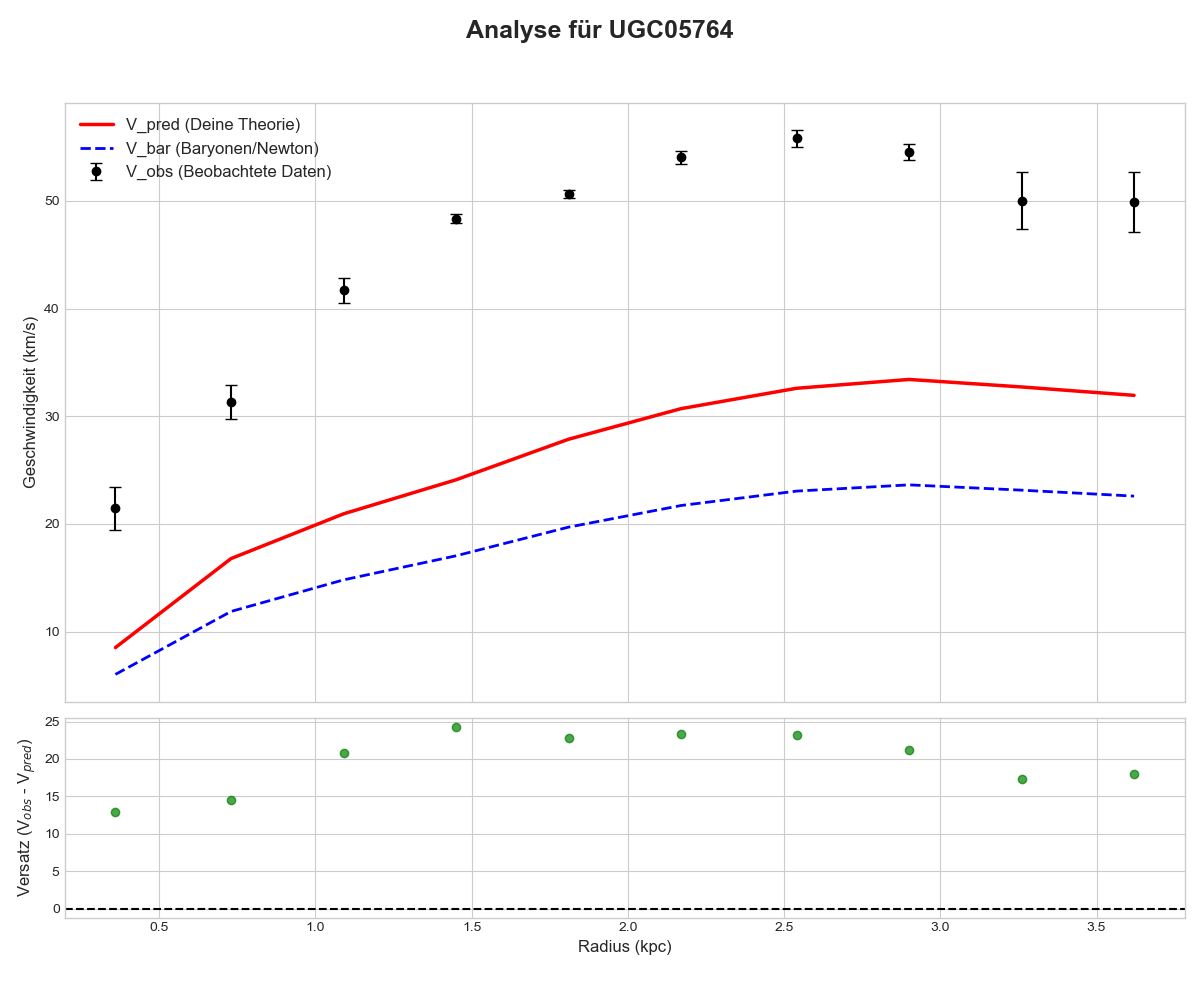 Analyse für UGC05764
V_pred (Deine Theorie)
V_bar (Baryonen/Newton)
V_obs (Beobachtete Daten)
Geschwindigkeit (km/s)
50
40
30
20
10
Versatz (V_obs - V_pred)
25
20
15
10
5
0
0.5 1.0 1.5 2.0 2.5 3.0 3.5
Radius (kpc)